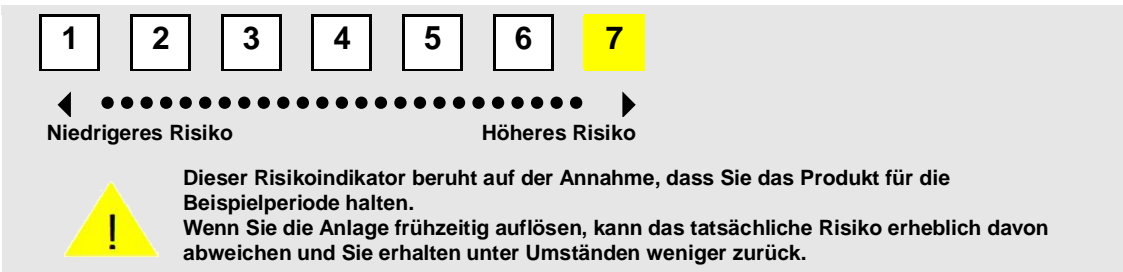 1 2 3 4 5 6 7
Niedrigeres Risiko Höheres Risiko
Dieser Risikoindikator beruht auf der Annahme, dass Sie das Produkt für die
Beispielperiode halten.
! Wenn Sie die Anlage frühzeitig auflösen, kann das tatsächliche Risiko erheblich davon
abweichen und Sie erhalten unter Umständen weniger zurück.